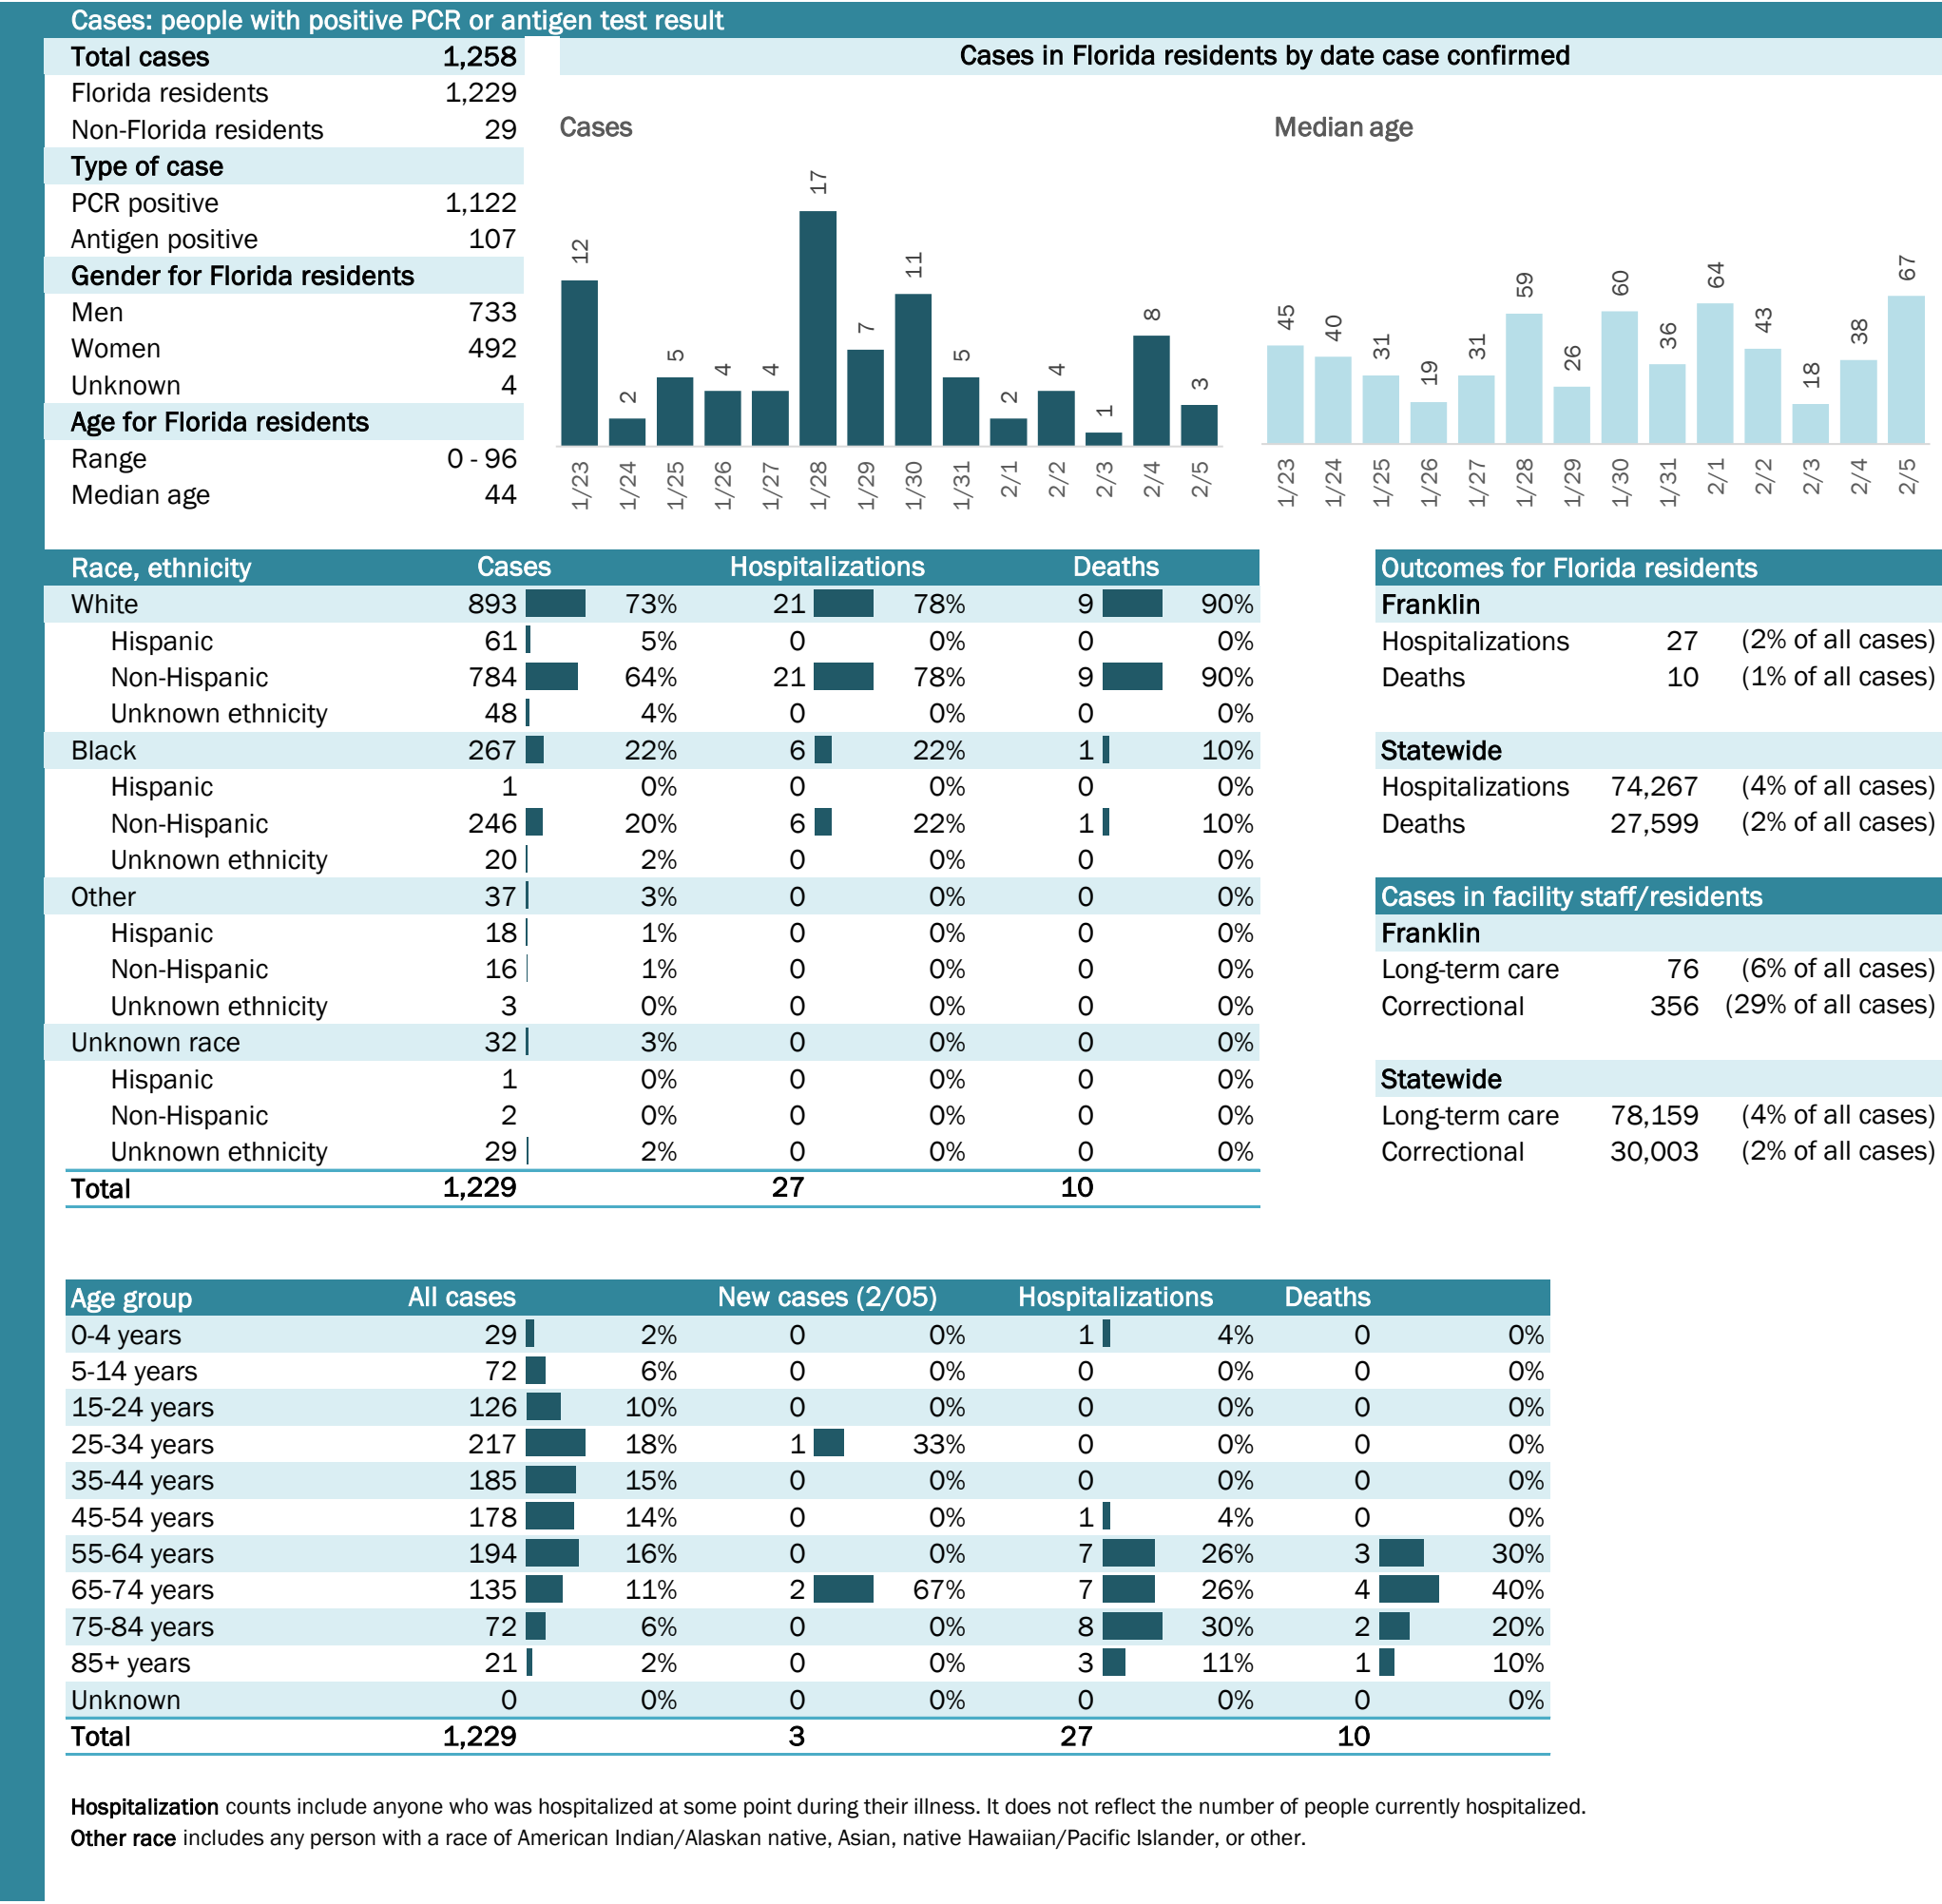 Cases: people with positive PCR or antigen test result
Total cases 1,258
Florida residents 1,229
Non-Florida residents 29
Type of case
PCR positive 1,122
Antigen positive 107
Gender for Florida residents
Men 733
Women 492
Unknown 4
Age for Florida residents
Range 0 - 96
Median age 44
Cases in Florida residents by date case confirmed
Cases
12 2 5 4 4 17 7 11 5 2 4 1 8 3
1/23 1/24 1/25 1/26 1/27 1/28 1/29 1/30 1/31 2/1 2/2 2/3 2/4 2/5
Median age
45 40 31 19 31 59 26 60 36 64 43 18 38 67
1/23 1/24 1/25 1/26 1/27 1/28 1/29 1/30 1/31 2/1 2/2 2/3 2/4 2/5
Race, ethnicity Cases Hospitalizations Deaths
White 893 73% 21 78% 9 90%
Hispanic 61 5% 0 0% 0 0%
Non-Hispanic 784 64% 21 78% 9 90%
Unknown ethnicity 48 4% 0 0% 0 0%
Black 267 22% 6 22% 1 10%
Hispanic 1 0% 0 0% 0 0%
Non-Hispanic 246 20% 6 22% 1 10%
Unknown ethnicity 20 2% 0 0% 0 0%
Other 37 3% 0 0% 0 0%
Hispanic 18 1% 0 0% 0 0%
Non-Hispanic 16 1% 0 0% 0 0%
Unknown ethnicity 3 0% 0 0% 0 0%
Unknown race 32 3% 0 0% 0 0%
Hispanic 1 0% 0 0% 0 0%
Non-Hispanic 2 0% 0 0% 0 0%
Unknown ethnicity 29 2% 0 0% 0 0%
Total 1,229 27 10
Outcomes for Florida residents
Franklin
Hospitalizations 27 (2% of all cases)
Deaths 10 (1% of all cases)
Statewide
Hospitalizations 74,267 (4% of all cases)
Deaths 27,599 (2% of all cases)
Cases in facility staff/residents
Franklin
Long-term care 76 (6% of all cases)
Correctional 356 (29% of all cases)
Statewide
Long-term care 78,159 (4% of all cases)
Correctional 30,003 (2% of all cases)
Age group All cases New cases (2/05) Hospitalizations Deaths
0-4 years 29 2% 0 0% 1 4% 0 0%
5-14 years 72 6% 0 0% 0 0% 0 0%
15-24 years 126 10% 0 0% 0 0% 0 0%
25-34 years 217 18% 1 33% 0 0% 0 0%
35-44 years 185 15% 0 0% 0 0% 0 0%
45-54 years 178 14% 0 0% 1 4% 0 0%
55-64 years 194 16% 0 0% 7 26% 3 30%
65-74 years 135 11% 2 67% 7 26% 4 40%
75-84 years 72 6% 0 0% 8 30% 2 20%
85+ years 21 2% 0 0% 3 11% 1 10%
Unknown 0 0% 0 0% 0 0% 0 0%
Total 1,229 3 27 10
Hospitalization counts include anyone who was hospitalized at some point during their illness. It does not reflect the number of people currently hospitalized.
Other race includes any person with a race of American Indian/Alaskan native, Asian, native Hawaiian/Pacific Islander, or other.